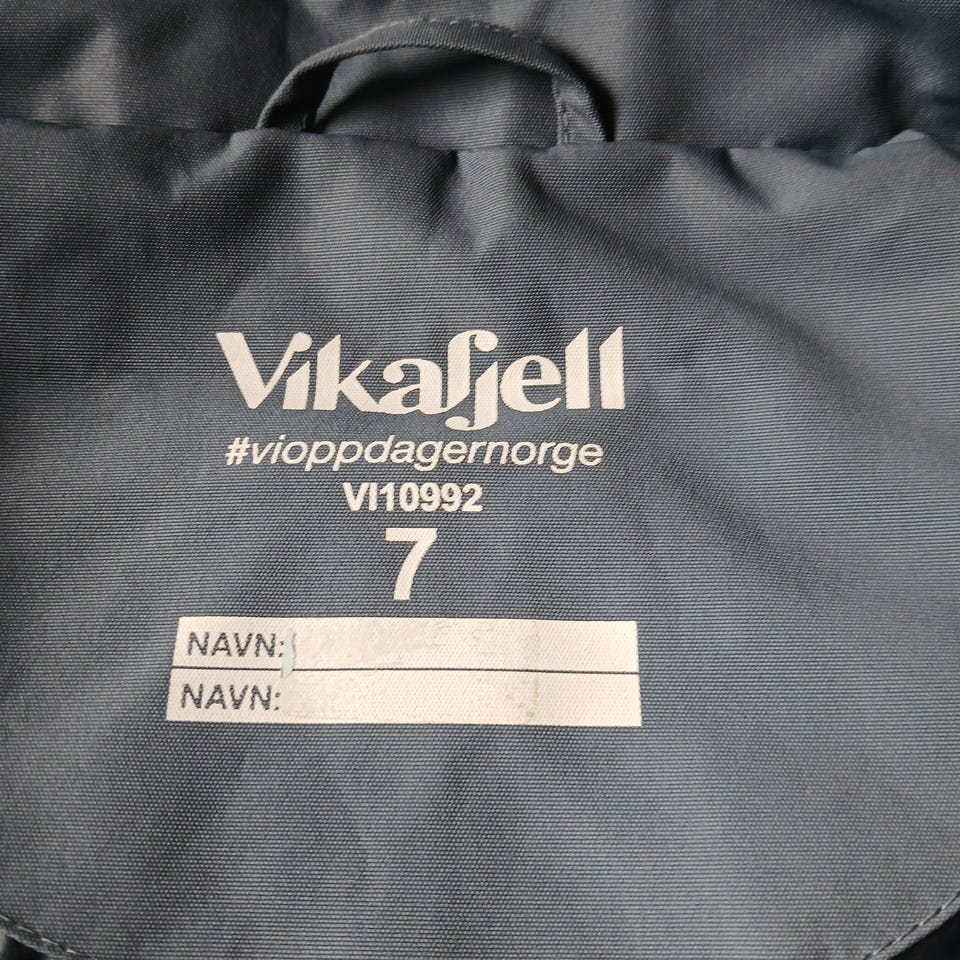 Vikafjell
#vioppdagernorge
VI10992
7
NAVN:
NAVN: